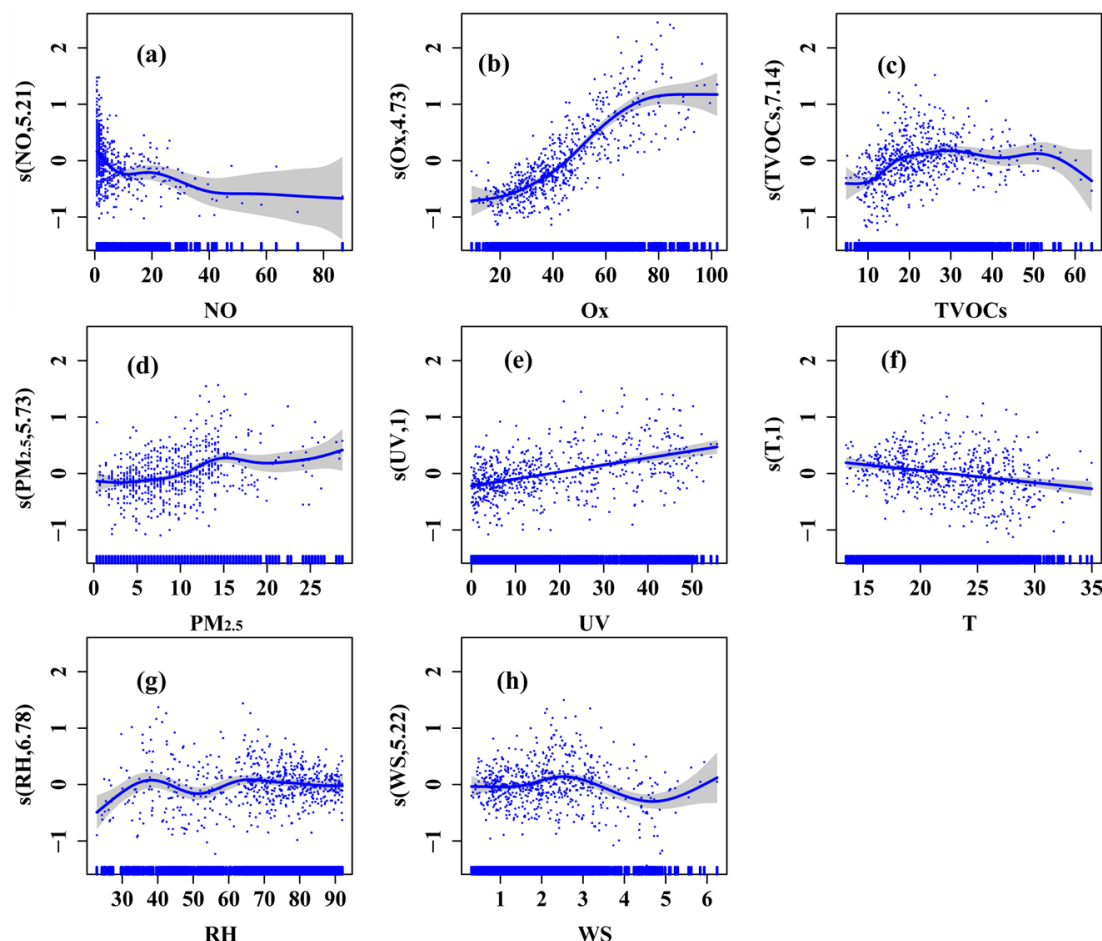 (a)
s(NO,5.21)
2
1
0
−1
0 20 40 60 80
NO
(b)
s(Ox,4.73)
2
1
0
−1
20 40 60 80 100
Ox
(c)
s(TVOCs,7.14)
2
1
0
−1
10 20 30 40 50 60
TVOCs
(d)
s(PM2.5,5.73)
2
1
0
−1
0 5 10 15 20 25
PM2.5
(e)
s(UV,1)
2
1
0
−1
0 10 20 30 40 50
UV
(f)
s(T,1)
2
1
0
−1
15 20 25 30 35
T
(g)
s(RH,6.78)
2
1
0
−1
30 40 50 60 70 80 90
RH
(h)
s(WS,5.22)
2
1
0
−1
1 2 3 4 5 6
WS